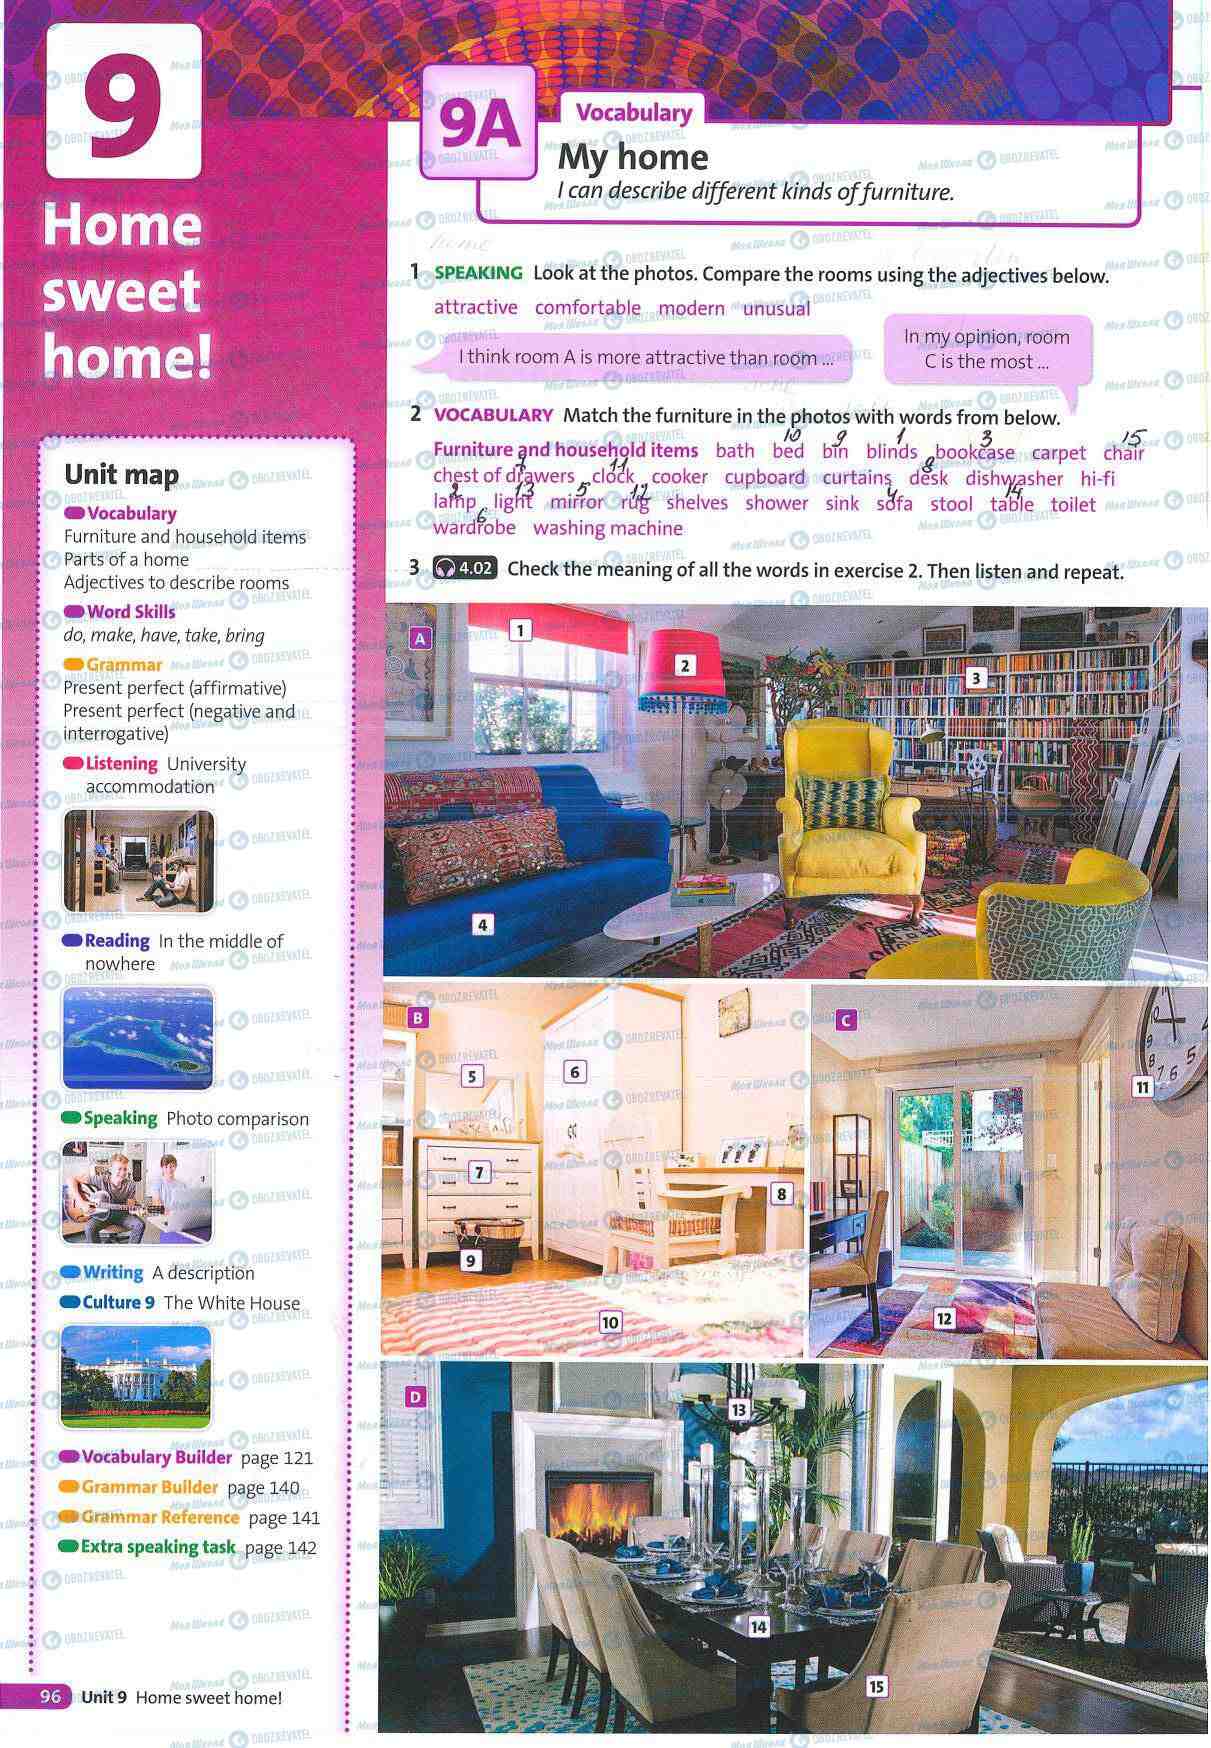 9
Home
sweet
home!
9A
Vocabulary
My home
I can describe different kinds of furniture.
home
1 SPEAKING Look at the photos. Compare the rooms using the adjectives below.
attractive comfortable modern unusual
I think room A is more attractive than room ...
In my opinion, room
C is the most ...
2 VOCABULARY Match the furniture in the photos with words from below.
10 9 1 3 15
Furniture and household items bath bed bin blinds bookcase carpet chair
7 11 8
chest of drawers clock cooker cupboard curtains desk dishwasher hi-fi
2 13 5 12 4 14
lamp light mirror rug shelves shower sink sofa stool table toilet
6
wardrobe washing machine
3 4.02 Check the meaning of all the words in exercise 2. Then listen and repeat.
Unit map
Vocabulary
Furniture and household items
Parts of a home
Adjectives to describe rooms
Word Skills
do, make, have, take, bring
Grammar
Present perfect (affirmative)
Present perfect (negative and
interrogative)
Listening University
accommodation
Reading In the middle of
nowhere
Speaking Photo comparison
Writing A description
Culture 9 The White House
Vocabulary Builder page 121
Grammar Builder page 140
Grammar Reference page 141
Extra speaking task page 142
A
1
2
3
4
B
5
6
7
8
9
10
C
11
12
D
13
14
15
96 Unit 9 Home sweet home!
Моя Школа OBOZREVATEL